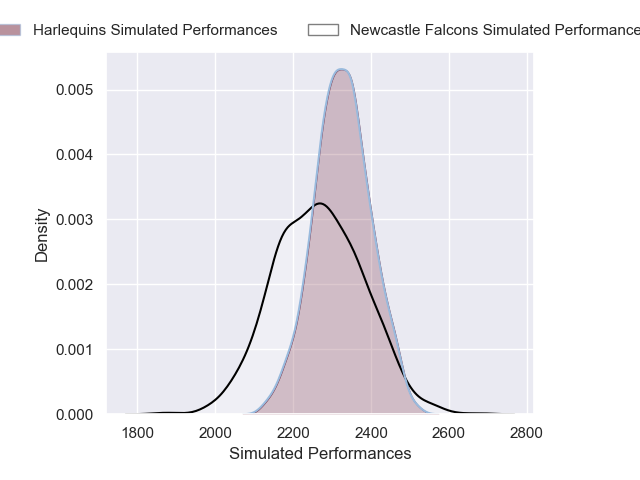 Harlequins Simulated Performances
Newcastle Falcons Simulated Performance
0.005
0.004
0.003
0.002
0.001
0.000
Density
1800 2000 2200 2400 2600 2800
Simulated Performances